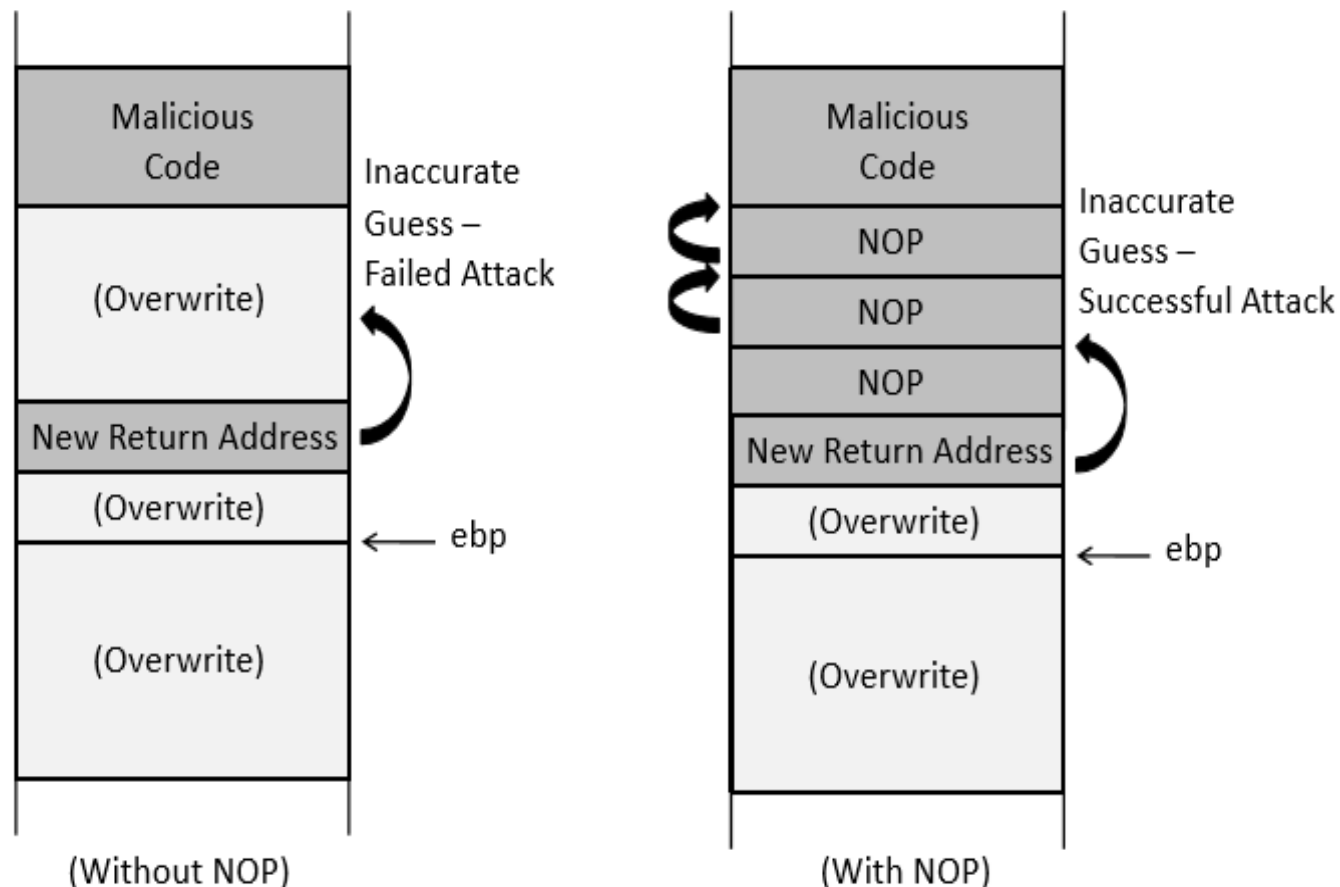 Malicious
Code
Inaccurate
Guess –
Failed Attack
(Overwrite)
New Return Address
(Overwrite)
ebp
(Overwrite)
(Without NOP)
Malicious
Code
Inaccurate
Guess –
Successful Attack
NOP
NOP
NOP
New Return Address
(Overwrite)
ebp
(Overwrite)
(With NOP)